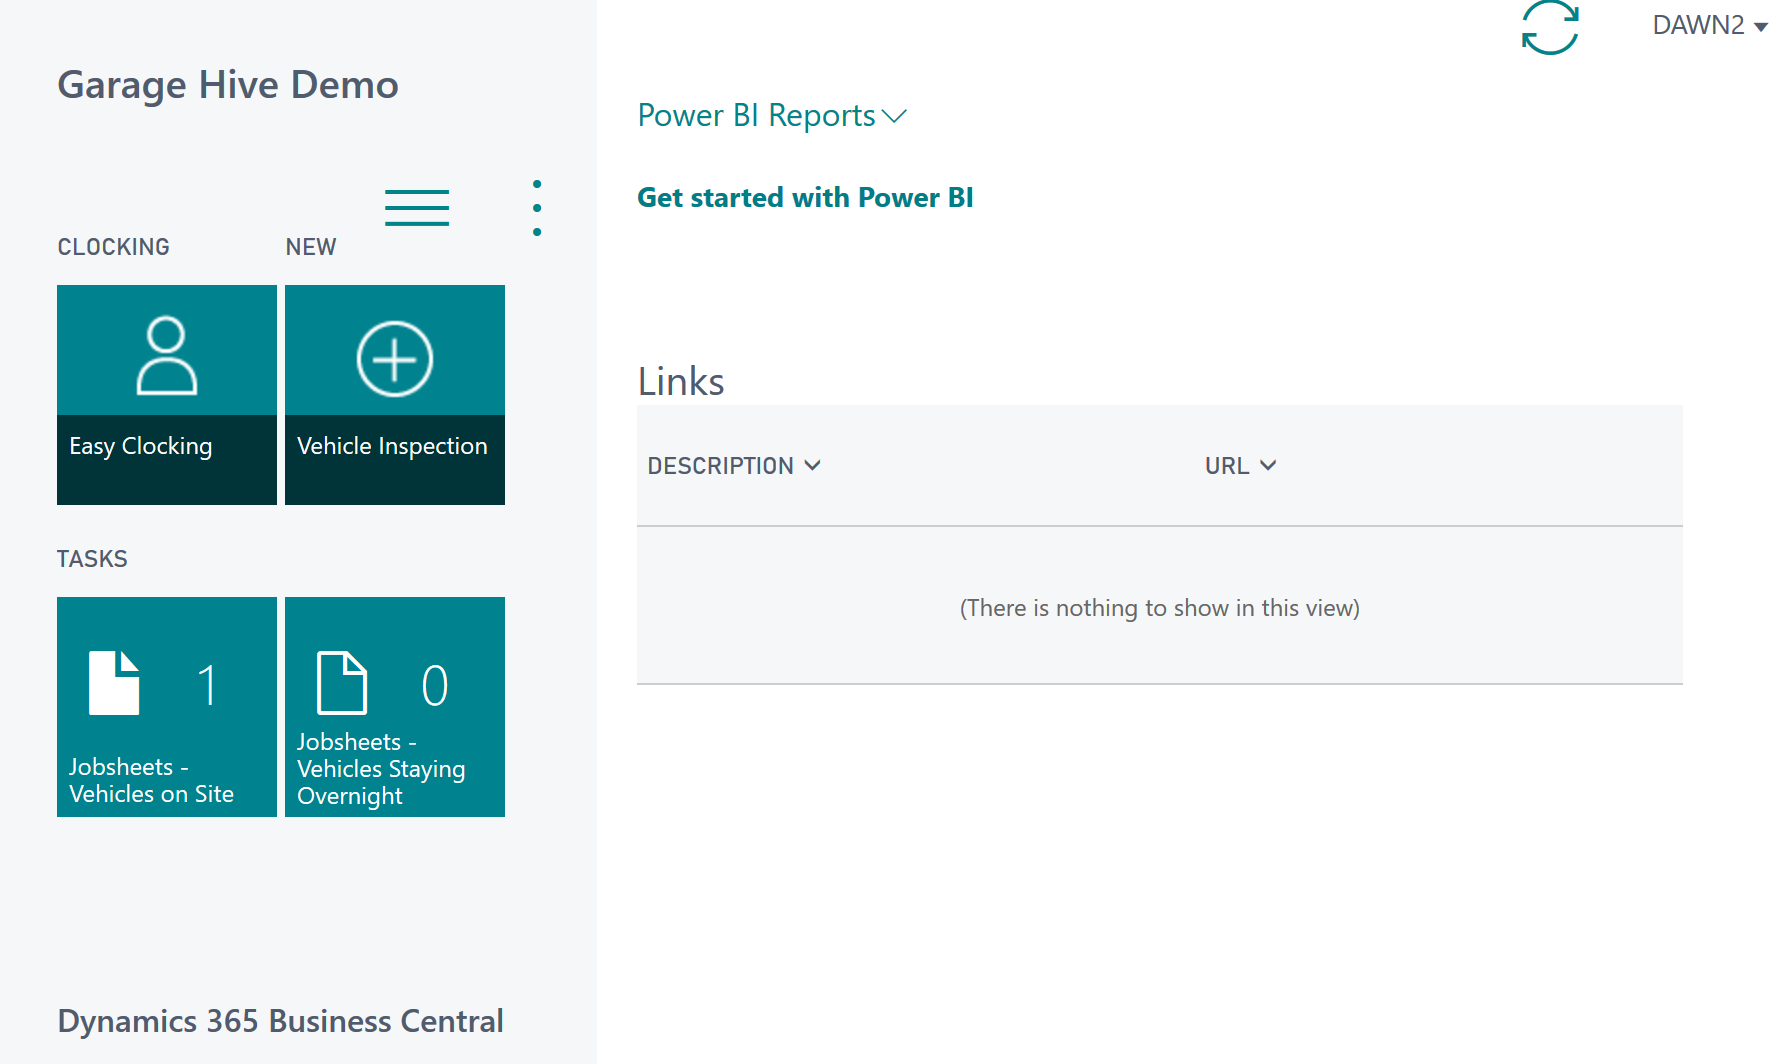 Garage Hive Demo
CLOCKING
NEW
Easy Clocking
Vehicle Inspection
TASKS
1
Jobsheets -
Vehicles on Site
0
Jobsheets -
Vehicles Staying
Overnight
Dynamics 365 Business Central
DAWN2
Power BI Reports
Get started with Power BI
Links
DESCRIPTION
URL
(There is nothing to show in this view)